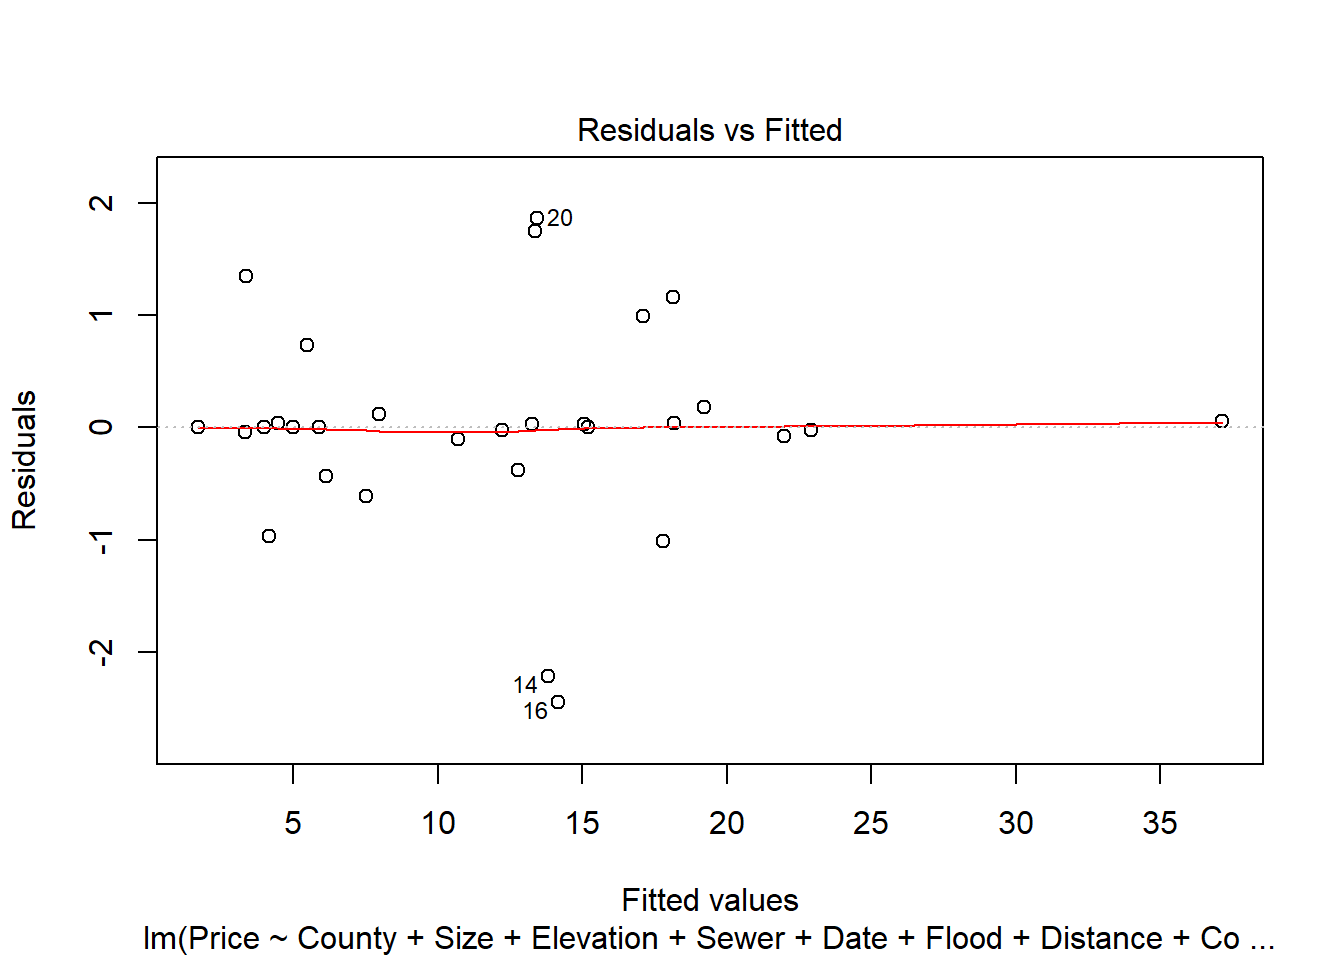 Residuals vs Fitted
Residuals
2
1
0
-1
-2
20
14
16
5 10 15 20 25 30 35
Fitted values
lm(Price ~ County + Size + Elevation + Sewer + Date + Flood + Distance + Co ...